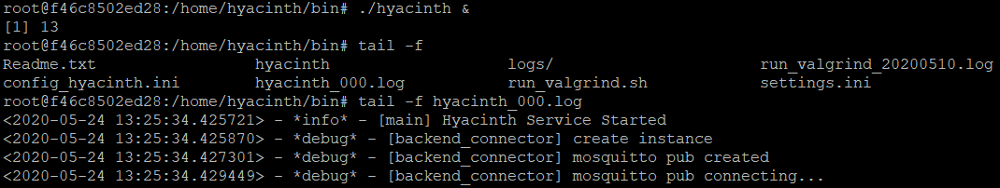 root@f46c8502ed28:/home/hyacinth/bin# ./hyacinth &
[1] 13
root@f46c8502ed28:/home/hyacinth/bin# tail -f
Readme.txt hyacinth logs/ run_valgrind_20200510.log
config_hyacinth.ini hyacinth_000.log run_valgrind.sh settings.ini
root@f46c8502ed28:/home/hyacinth/bin# tail -f hyacinth_000.log
<2020-05-24 13:25:34.425721> - *info* - [main] Hyacinth Service Started
<2020-05-24 13:25:34.425870> - *debug* - [backend_connector] create instance
<2020-05-24 13:25:34.427301> - *debug* - [backend_connector] mosquitto pub created
<2020-05-24 13:25:34.429449> - *debug* - [backend_connector] mosquitto pub connecting...